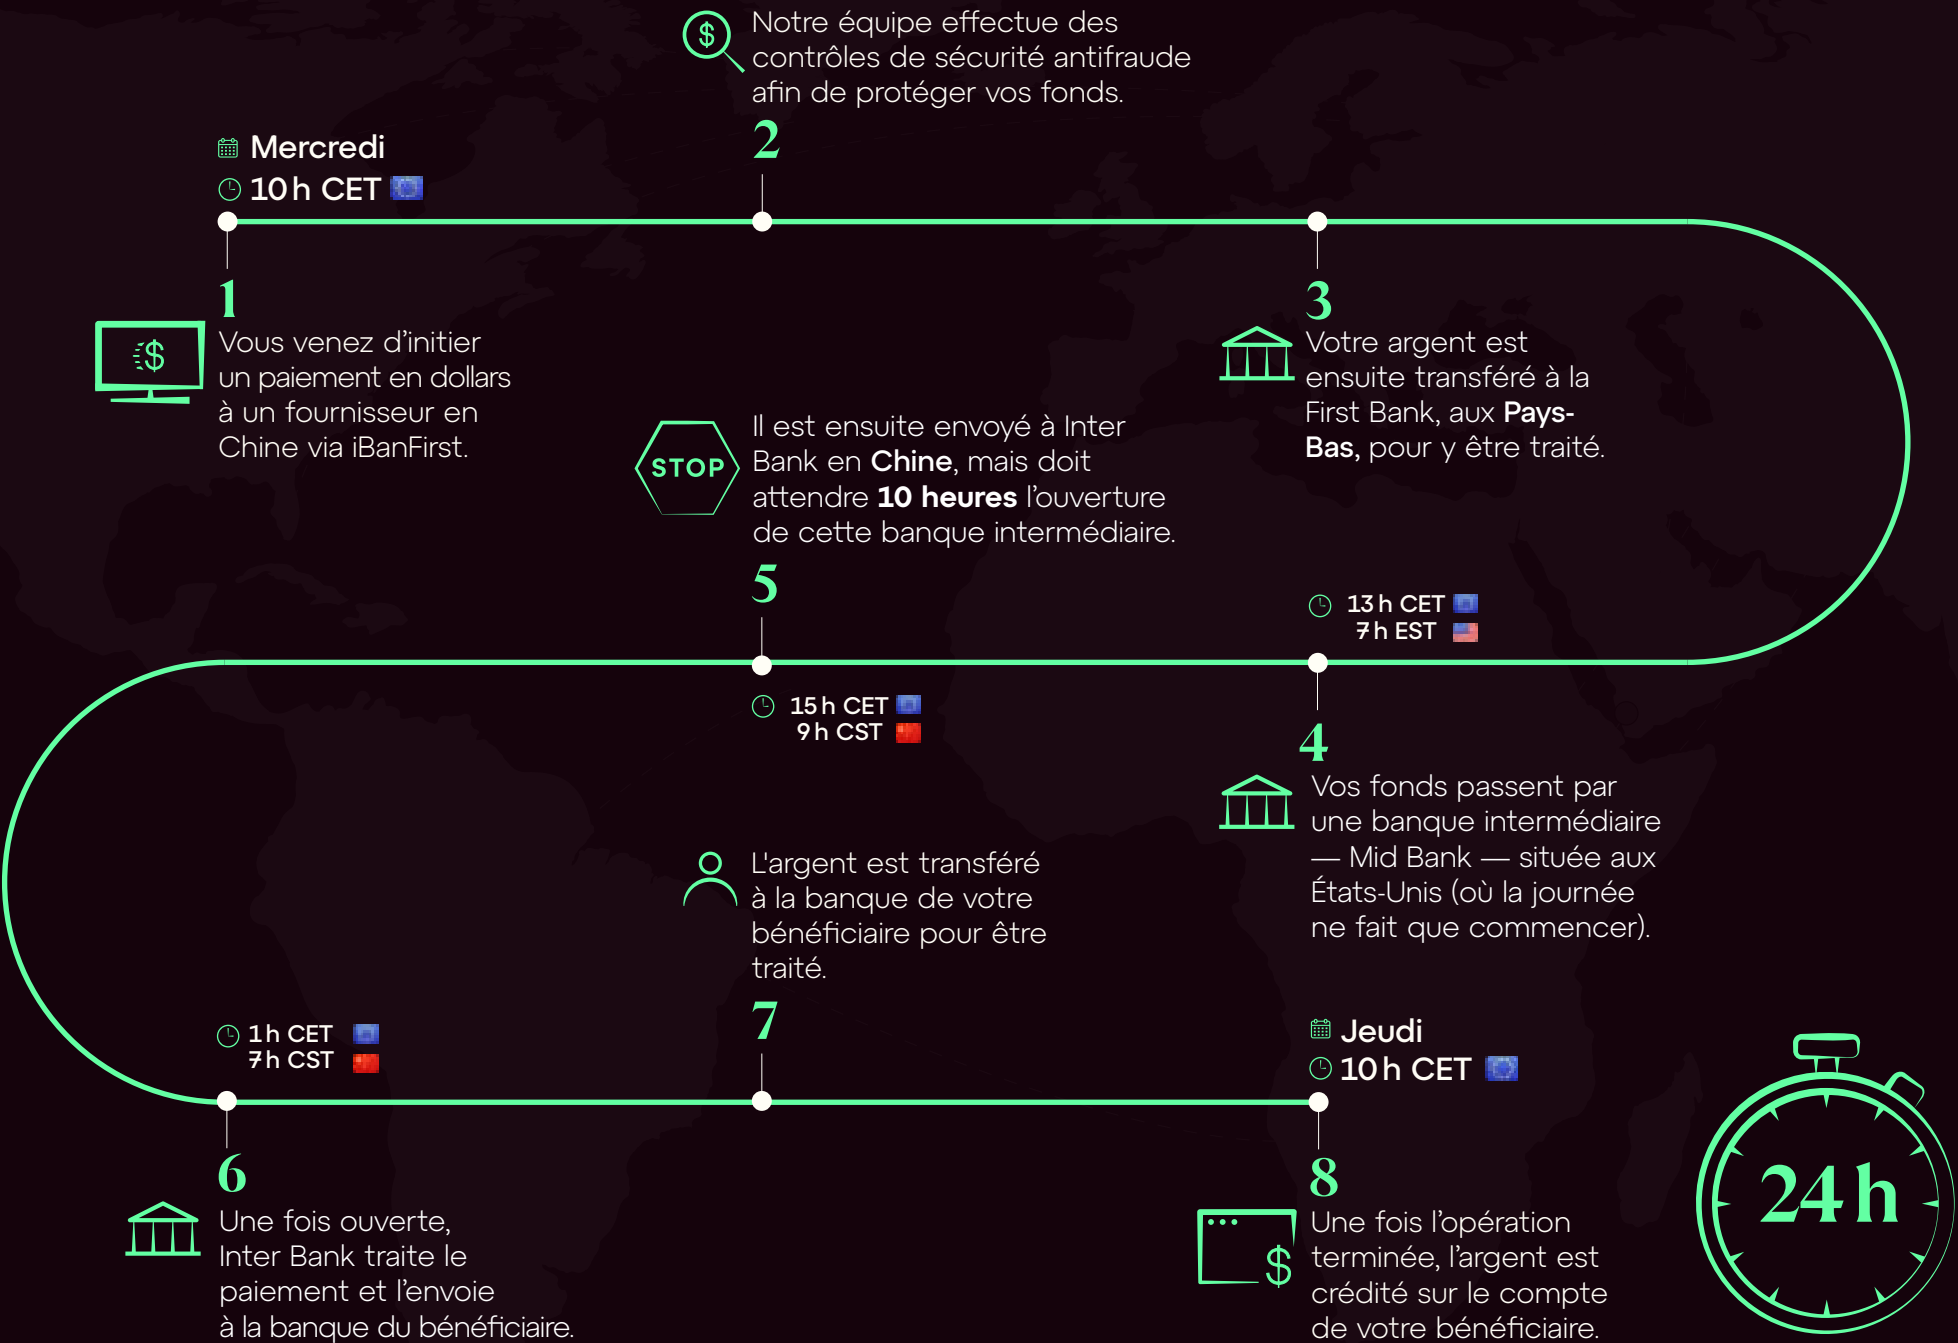 Mercredi
10 h CET
1
Vous venez d’initier
un paiement en dollars
à un fournisseur en
Chine via iBanFirst.
Notre équipe effectue des
contrôles de sécurité antifraude
afin de protéger vos fonds.
2
3
Votre argent est
ensuite transféré à la
First Bank, aux Pays-
Bas, pour y être traité.
13 h CET
7 h EST
4
Vos fonds passent par
une banque intermédiaire
— Mid Bank — située aux
États-Unis (où la journée
ne fait que commencer).
STOP
Il est ensuite envoyé à Inter
Bank en Chine, mais doit
attendre 10 heures l’ouverture
de cette banque intermédiaire.
5
15 h CET
9 h CST
1 h CET
7 h CST
6
Une fois ouverte,
Inter Bank traite le
paiement et l’envoie
à la banque du bénéficiaire.
L'argent est transféré
à la banque de votre
bénéficiaire pour être
traité.
7
Jeudi
10 h CET
8
Une fois l’opération
terminée, l’argent est
crédité sur le compte
de votre bénéficiaire.
24 h